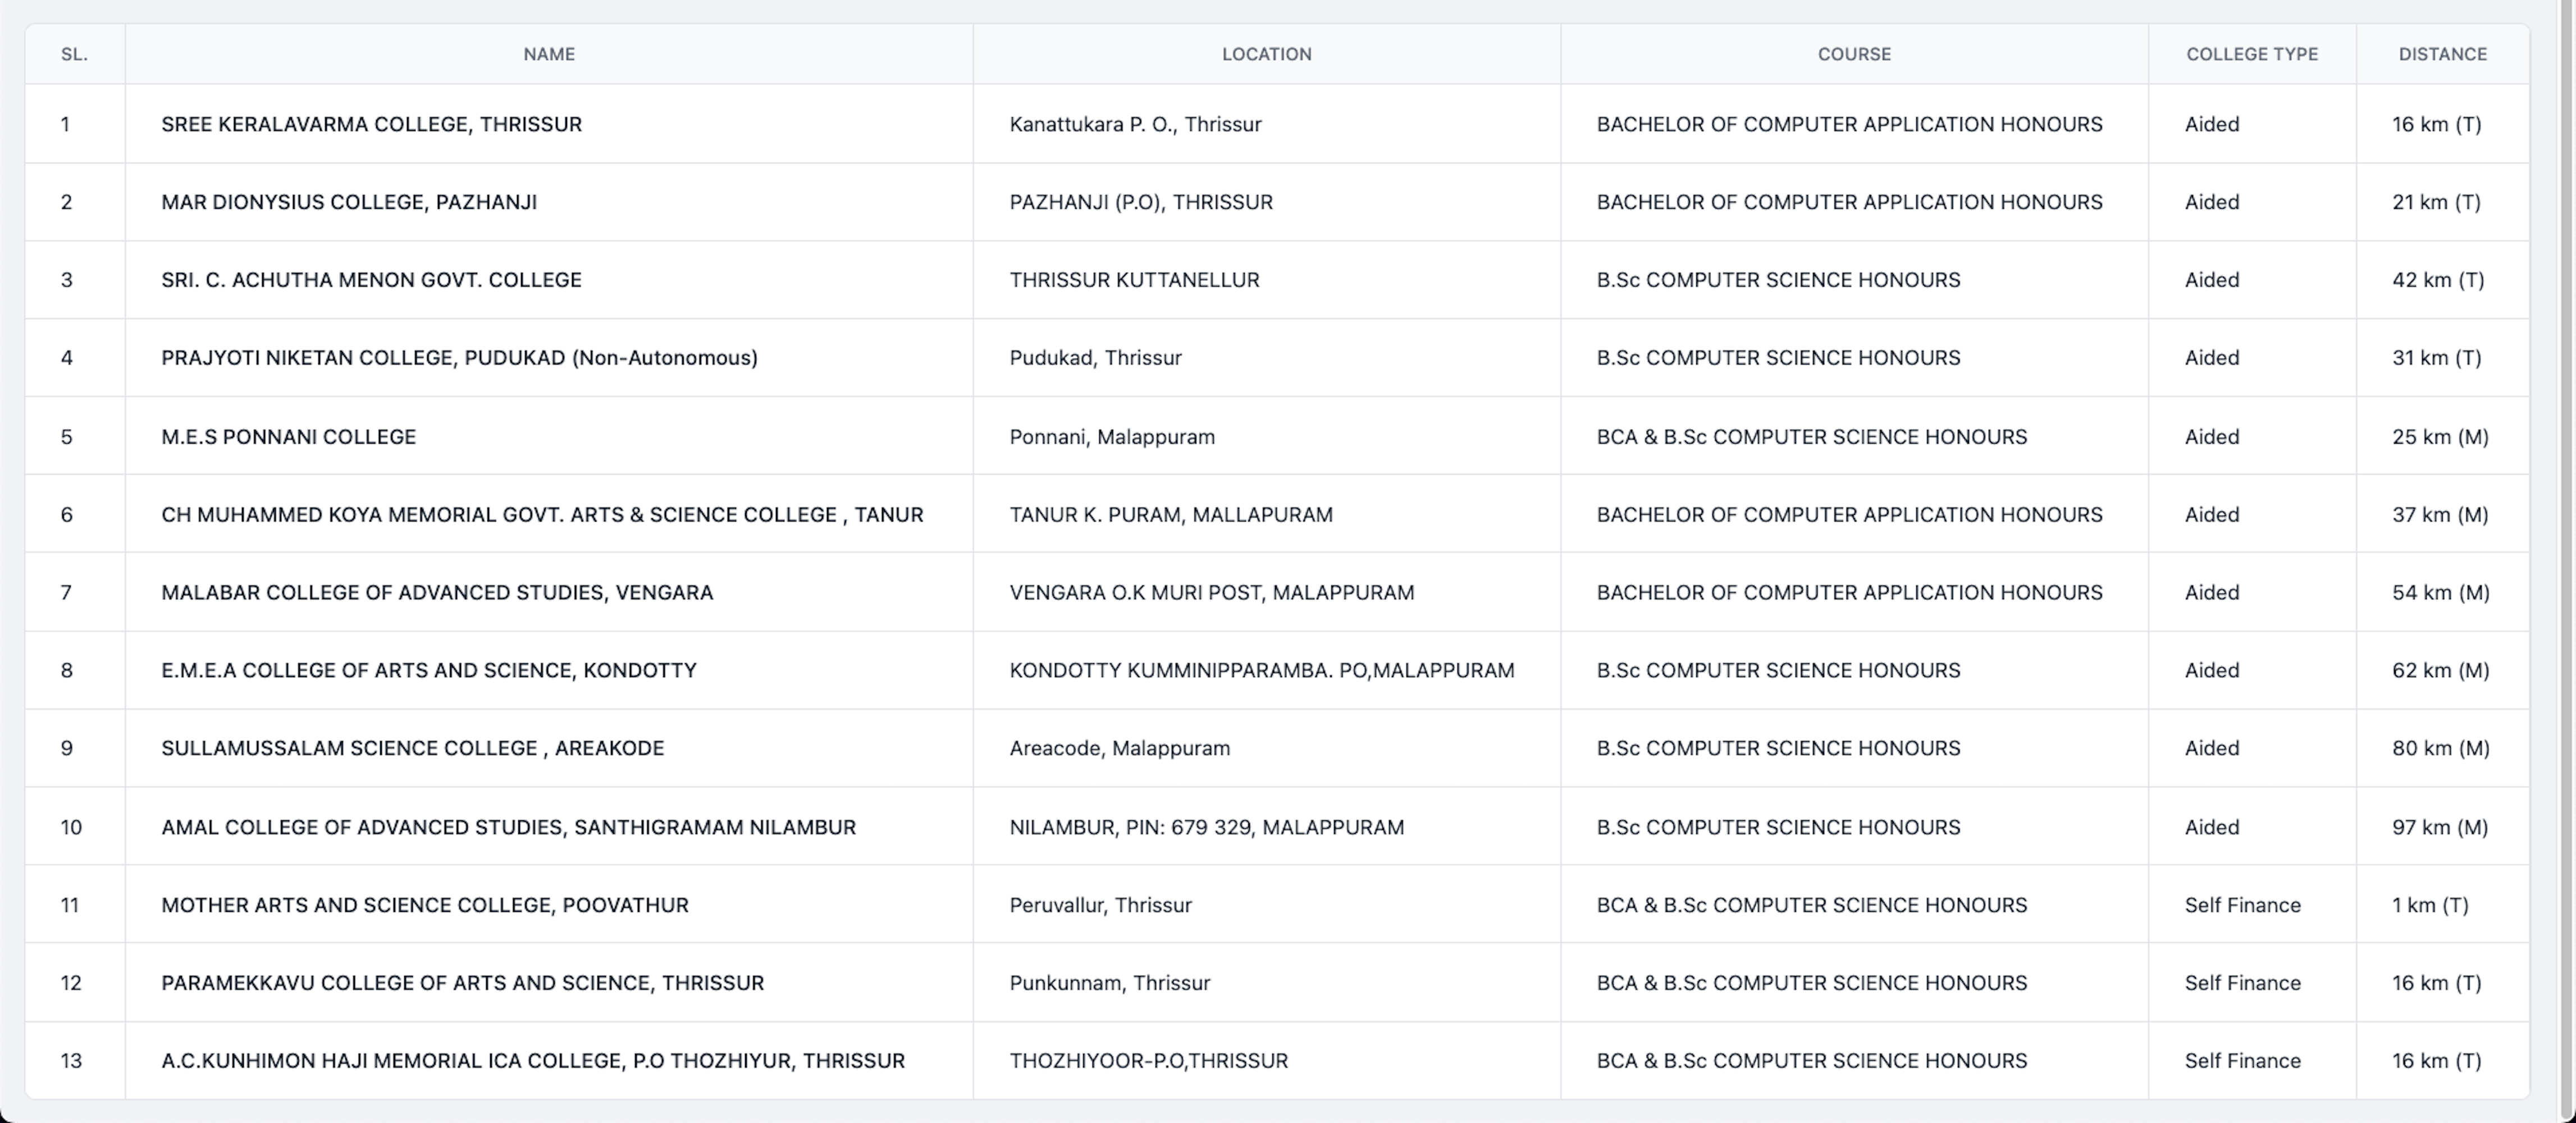 SL. NAME LOCATION COURSE COLLEGE TYPE DISTANCE
1 SREE KERALAVARMA COLLEGE, THRISSUR Kanattukara P. O., Thrissur BACHELOR OF COMPUTER APPLICATION HONOURS Aided 16 km (T)
2 MAR DIONYSIUS COLLEGE, PAZHANJI PAZHANJI (P.O), THRISSUR BACHELOR OF COMPUTER APPLICATION HONOURS Aided 21 km (T)
3 SRI. C. ACHUTHA MENON GOVT. COLLEGE THRISSUR KUTTANELLUR B.Sc COMPUTER SCIENCE HONOURS Aided 42 km (T)
4 PRAJYOTI NIKETAN COLLEGE, PUDUKAD (Non-Autonomous) Pudukad, Thrissur B.Sc COMPUTER SCIENCE HONOURS Aided 31 km (T)
5 M.E.S PONNANI COLLEGE Ponnani, Malappuram BCA & B.Sc COMPUTER SCIENCE HONOURS Aided 25 km (M)
6 CH MUHAMMED KOYA MEMORIAL GOVT. ARTS & SCIENCE COLLEGE , TANUR TANUR K. PURAM, MALLAPURAM BACHELOR OF COMPUTER APPLICATION HONOURS Aided 37 km (M)
7 MALABAR COLLEGE OF ADVANCED STUDIES, VENGARA VENGARA O.K MURI POST, MALAPPURAM BACHELOR OF COMPUTER APPLICATION HONOURS Aided 54 km (M)
8 E.M.E.A COLLEGE OF ARTS AND SCIENCE, KONDOTTY KONDOTTY KUMMINIPPARAMBA. PO,MALAPPURAM B.Sc COMPUTER SCIENCE HONOURS Aided 62 km (M)
9 SULLAMUSSALAM SCIENCE COLLEGE , AREAKODE Areacode, Malappuram B.Sc COMPUTER SCIENCE HONOURS Aided 80 km (M)
10 AMAL COLLEGE OF ADVANCED STUDIES, SANTHIGRAMAM NILAMBUR NILAMBUR, PIN: 679 329, MALAPPURAM B.Sc COMPUTER SCIENCE HONOURS Aided 97 km (M)
11 MOTHER ARTS AND SCIENCE COLLEGE, POOVATHUR Peruvallur, Thrissur BCA & B.Sc COMPUTER SCIENCE HONOURS Self Finance 1 km (T)
12 PARAMEKKAVU COLLEGE OF ARTS AND SCIENCE, THRISSUR Punkunnam, Thrissur BCA & B.Sc COMPUTER SCIENCE HONOURS Self Finance 16 km (T)
13 A.C.KUNHIMON HAJI MEMORIAL ICA COLLEGE, P.O THOZHIYUR, THRISSUR THOZHIYOOR-P.O,THRISSUR BCA & B.Sc COMPUTER SCIENCE HONOURS Self Finance 16 km (T)